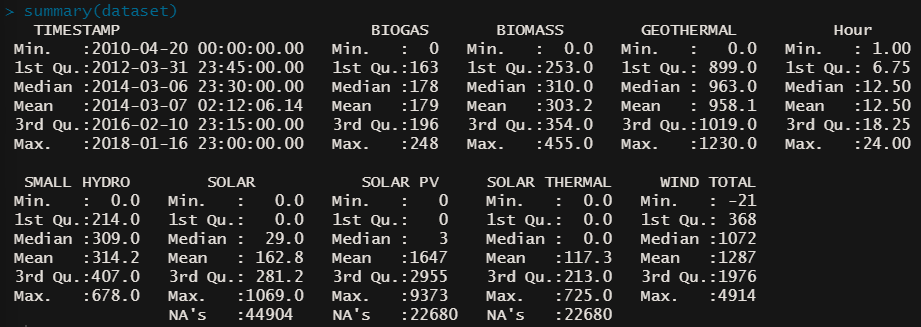 > summary(dataset)
TIMESTAMP BIOGAS BIOMASS GEOTHERMAL Hour
Min. :2010-04-20 00:00:00.00 Min. : 0 Min. : 0.0 Min. : 0.0 Min. : 1.00
1st Qu.:2012-03-31 23:45:00.00 1st Qu.:163 1st Qu.:253.0 1st Qu.: 899.0 1st Qu.: 6.75
Median :2014-03-06 23:30:00.00 Median :178 Median :310.0 Median : 963.0 Median :12.50
Mean :2014-03-07 02:12:06.14 Mean :179 Mean :303.2 Mean : 958.1 Mean :12.50
3rd Qu.:2016-02-10 23:15:00.00 3rd Qu.:196 3rd Qu.:354.0 3rd Qu.:1019.0 3rd Qu.:18.25
Max. :2018-01-16 23:00:00.00 Max. :248 Max. :455.0 Max. :1230.0 Max. :24.00
SMALL HYDRO SOLAR SOLAR PV SOLAR THERMAL WIND TOTAL
Min. : 0.0 Min. : 0.0 Min. : 0 Min. : 0.0 Min. : -21
1st Qu.:214.0 1st Qu.: 0.0 1st Qu.: 0 1st Qu.: 0.0 1st Qu.: 368
Median :309.0 Median : 29.0 Median : 3 Median : 0.0 Median :1072
Mean :314.2 Mean : 162.8 Mean :1647 Mean :117.3 Mean :1287
3rd Qu.:407.0 3rd Qu.: 281.2 3rd Qu.:2955 3rd Qu.:213.0 3rd Qu.:1976
Max. :678.0 Max. :1069.0 Max. :9373 Max. :725.0 Max. :4914
NA's :44904 NA's :22680 NA's :22680